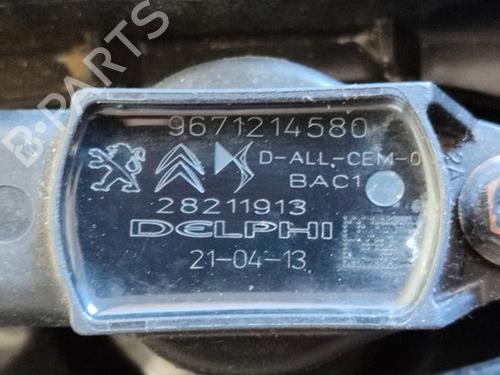 9671214580
D-ALL-CEM-0
BAC1
28211913
DELPHI
21-04-13
B-PARTS